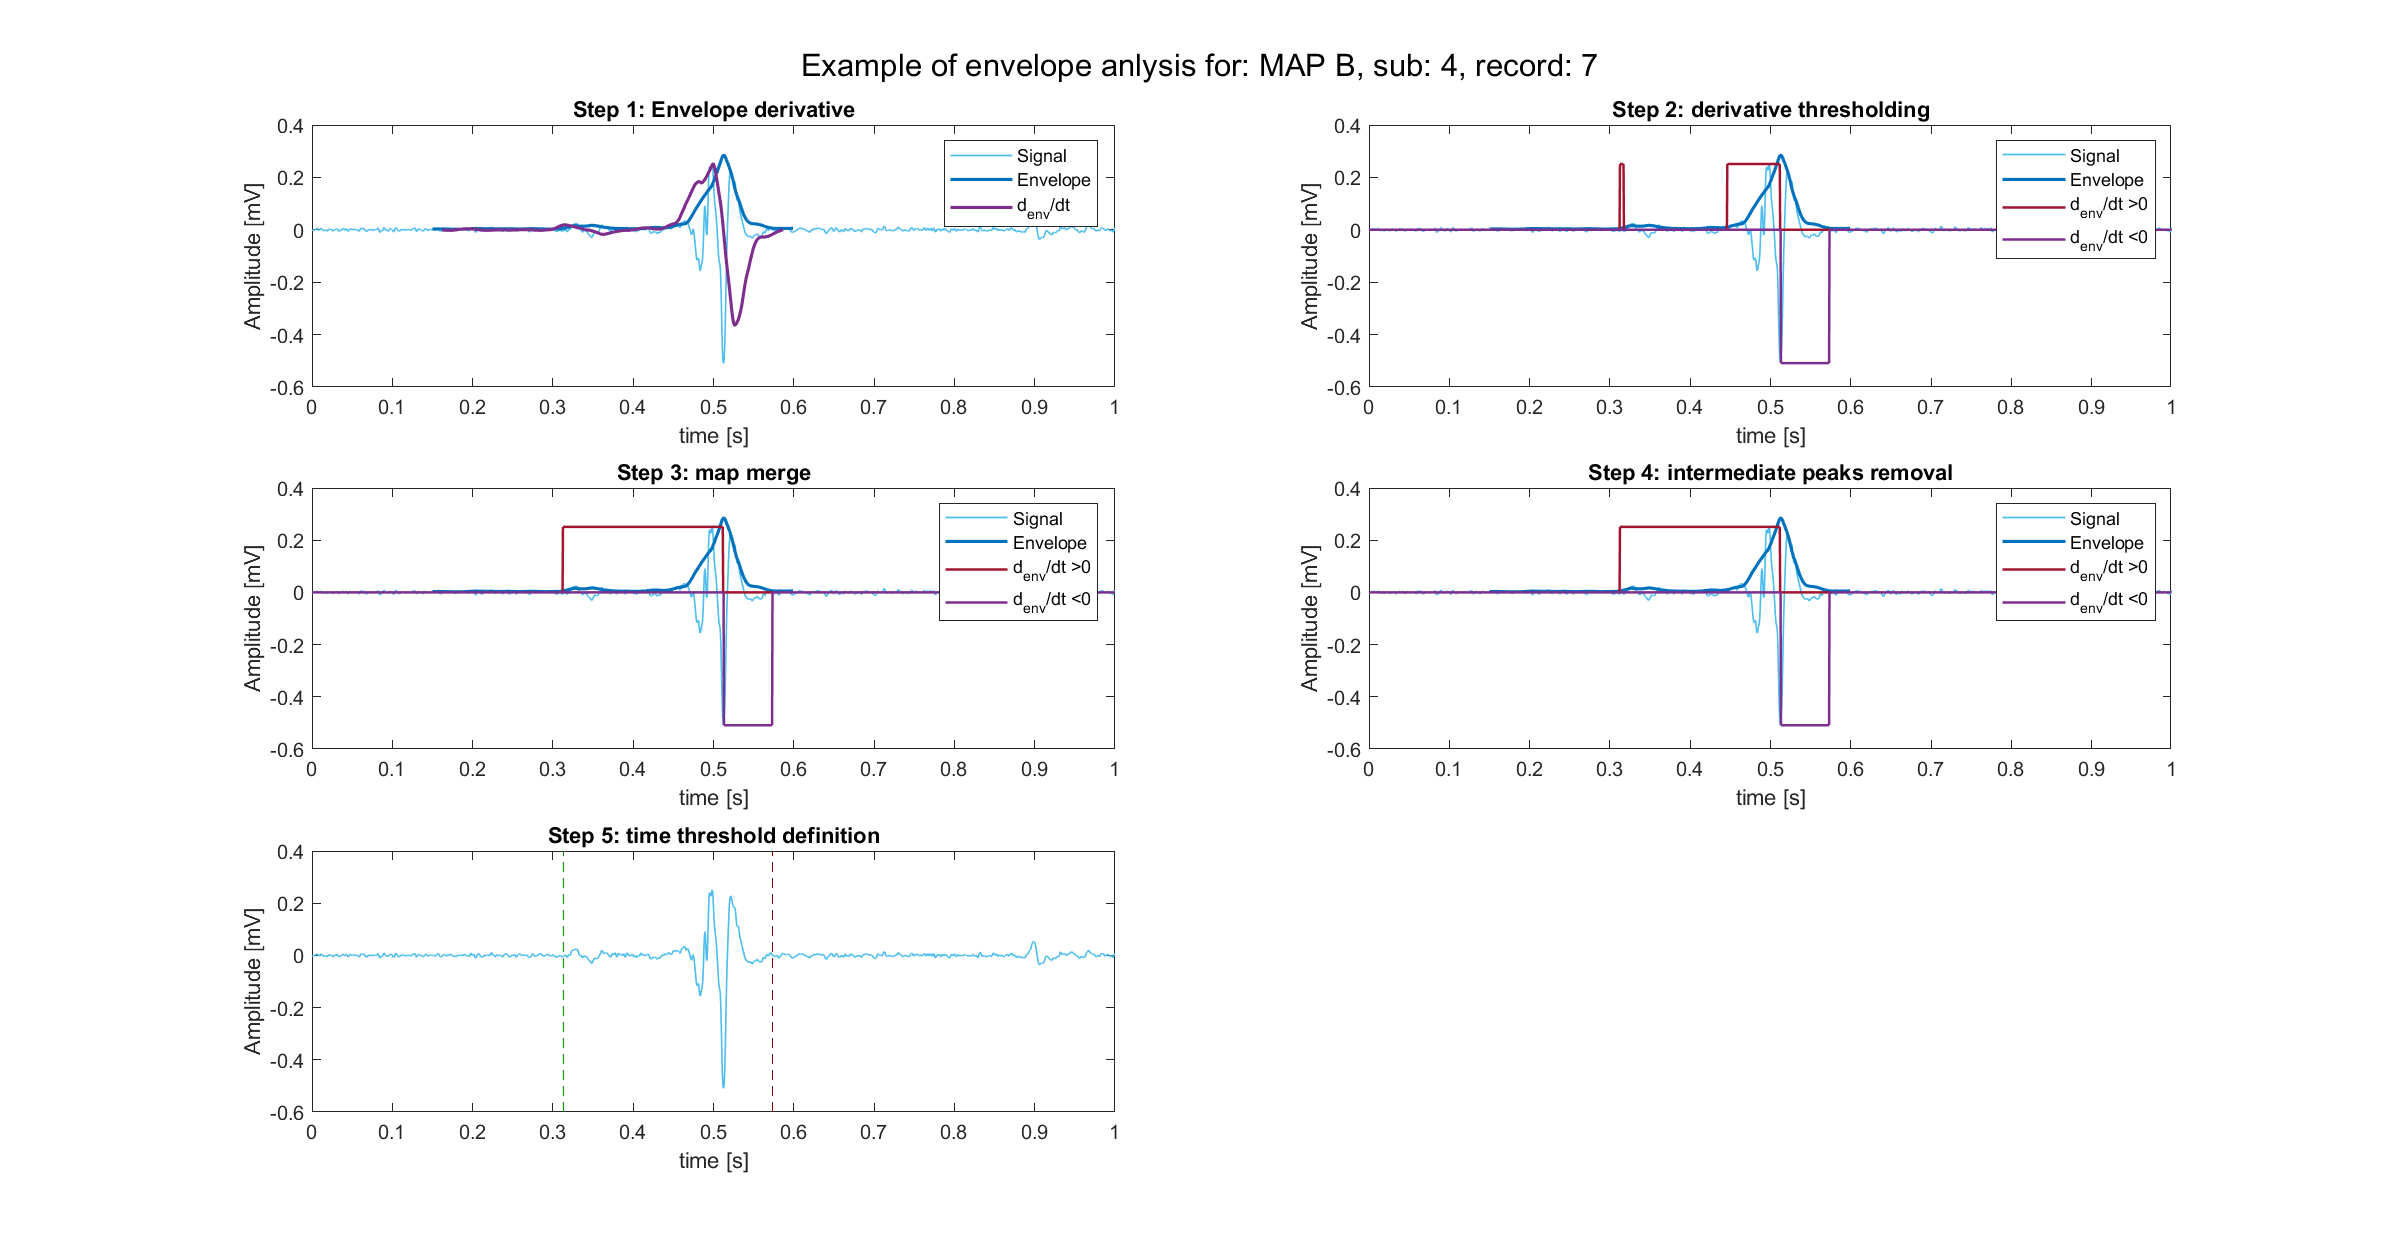 Example of envelope anlysis for: MAP B, sub: 4, record: 7
Step 1: Envelope derivative
0.4
0.2
0
-0.2
-0.4
-0.6
Amplitude [mV]
Signal
Envelope
d_env/dt
0 0.1 0.2 0.3 0.4 0.5 0.6 0.7 0.8 0.9 1
time [s]
Step 2: derivative thresholding
0.4
0.2
0
-0.2
-0.4
-0.6
Amplitude [mV]
Signal
Envelope
d_env/dt >0
d_env/dt <0
0 0.1 0.2 0.3 0.4 0.5 0.6 0.7 0.8 0.9 1
time [s]
Step 3: map merge
0.4
0.2
0
-0.2
-0.4
-0.6
Amplitude [mV]
Signal
Envelope
d_env/dt >0
d_env/dt <0
0 0.1 0.2 0.3 0.4 0.5 0.6 0.7 0.8 0.9 1
time [s]
Step 4: intermediate peaks removal
0.4
0.2
0
-0.2
-0.4
-0.6
Amplitude [mV]
Signal
Envelope
d_env/dt >0
d_env/dt <0
0 0.1 0.2 0.3 0.4 0.5 0.6 0.7 0.8 0.9 1
time [s]
Step 5: time threshold definition
0.4
0.2
0
-0.2
-0.4
-0.6
Amplitude [mV]
0 0.1 0.2 0.3 0.4 0.5 0.6 0.7 0.8 0.9 1
time [s]